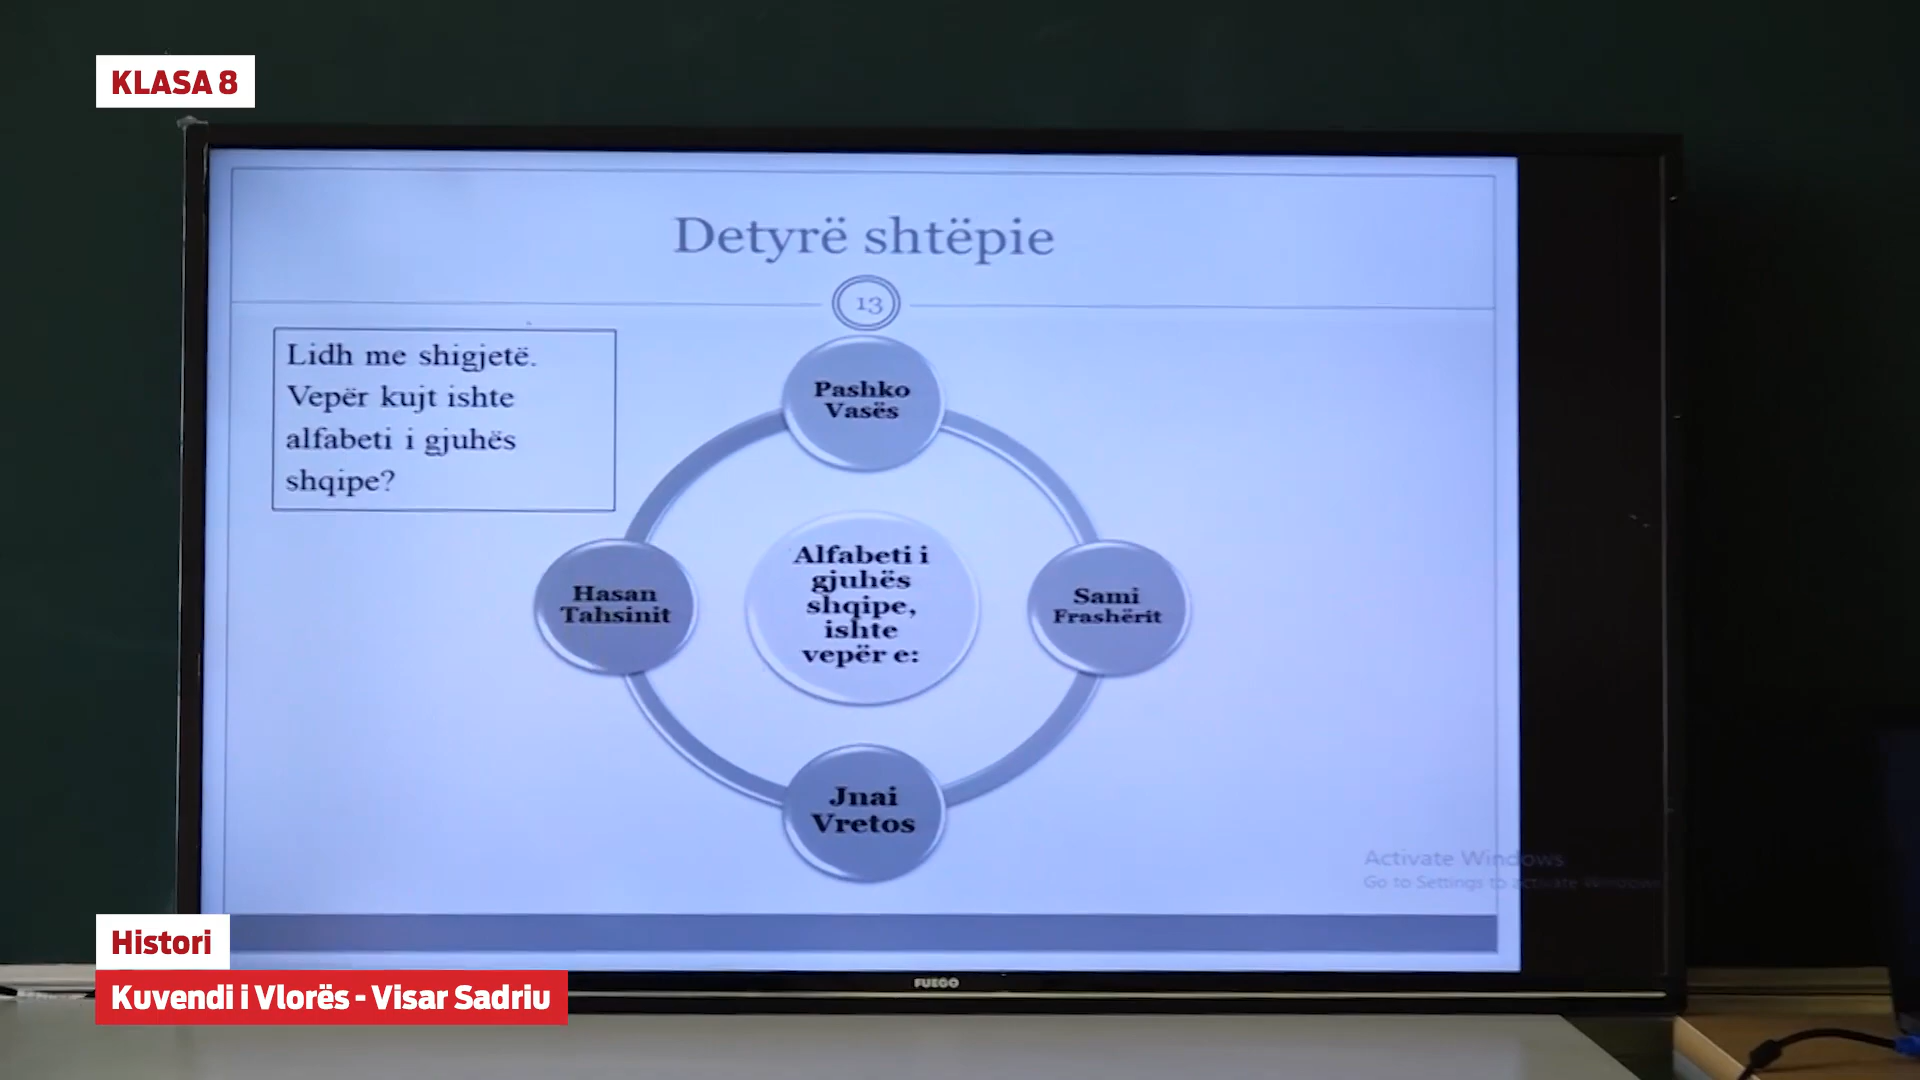 KLASA 8
Detyrë shtëpie
13
Lidh me shigjetë.
Vepër kujt ishte
alfabeti i gjuhës
shqipe?
Pashko
Vasës
Hasan
Tahsinit
Alfabeti i
gjuhës
shqipe,
ishte
vepër e:
Sami
Frashërit
Jnai
Vretos
Activate Windows
Go to Settings to activate Windows
Histori
Kuvendi i Vlorës - Visar Sadriu
FUEGO